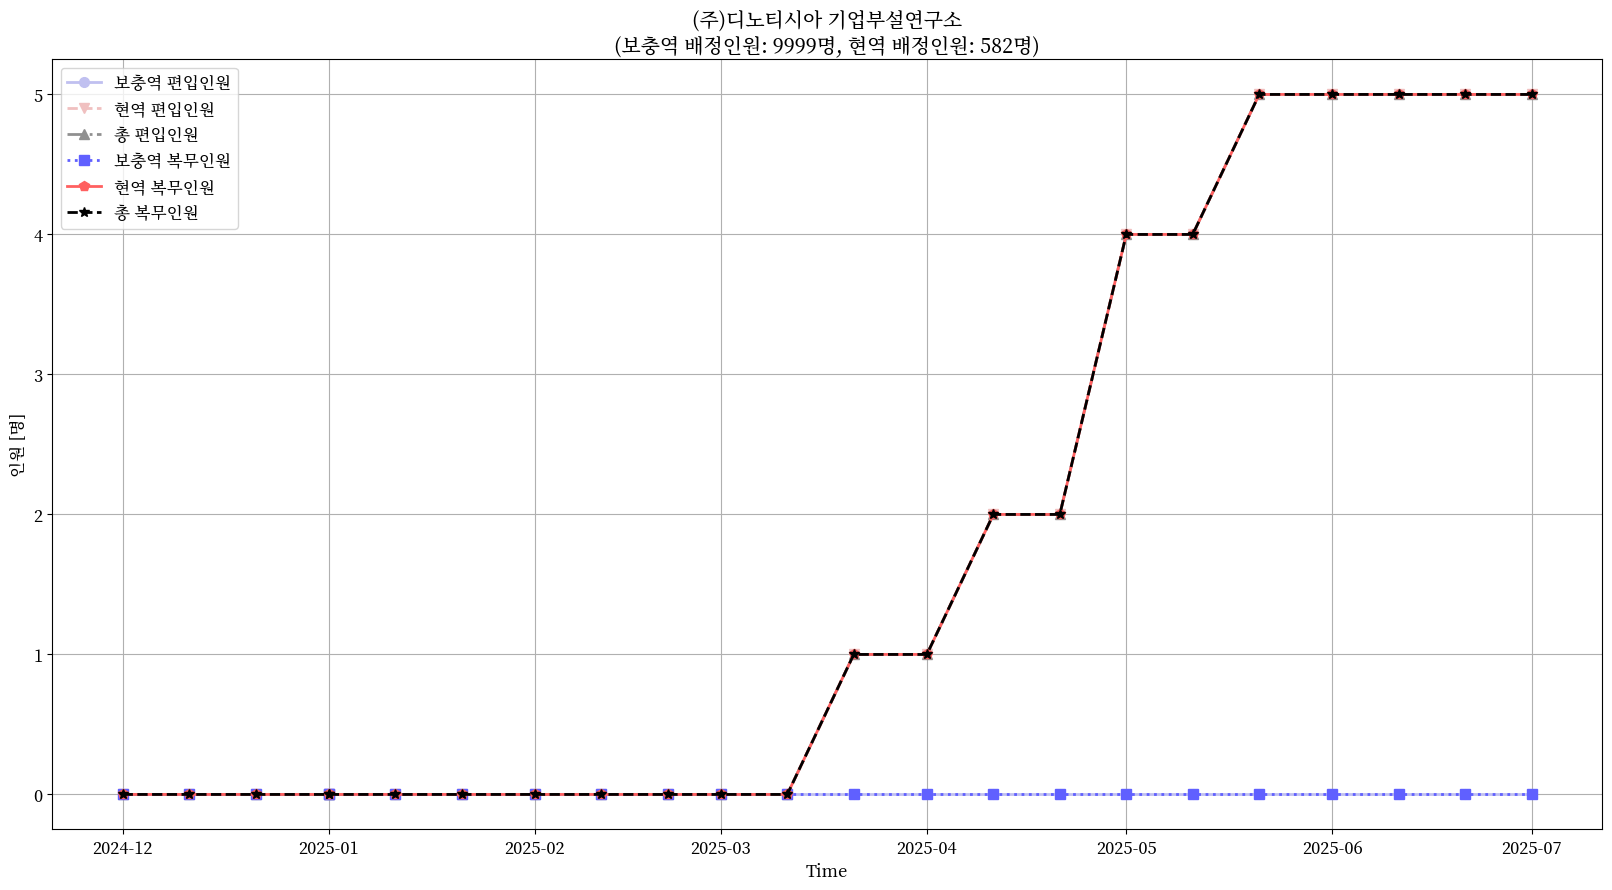 (주)디노티시아 기업부설연구소
(보충역 배정인원: 9999명, 현역 배정인원: 582명)
보충역 편입인원
현역 편입인원
총 편입인원
보충역 복무인원
현역 복무인원
총 복무인원
인원 [명]
5
4
3
2
1
0
2024-12 2025-01 2025-02 2025-03 2025-04 2025-05 2025-06 2025-07
Time